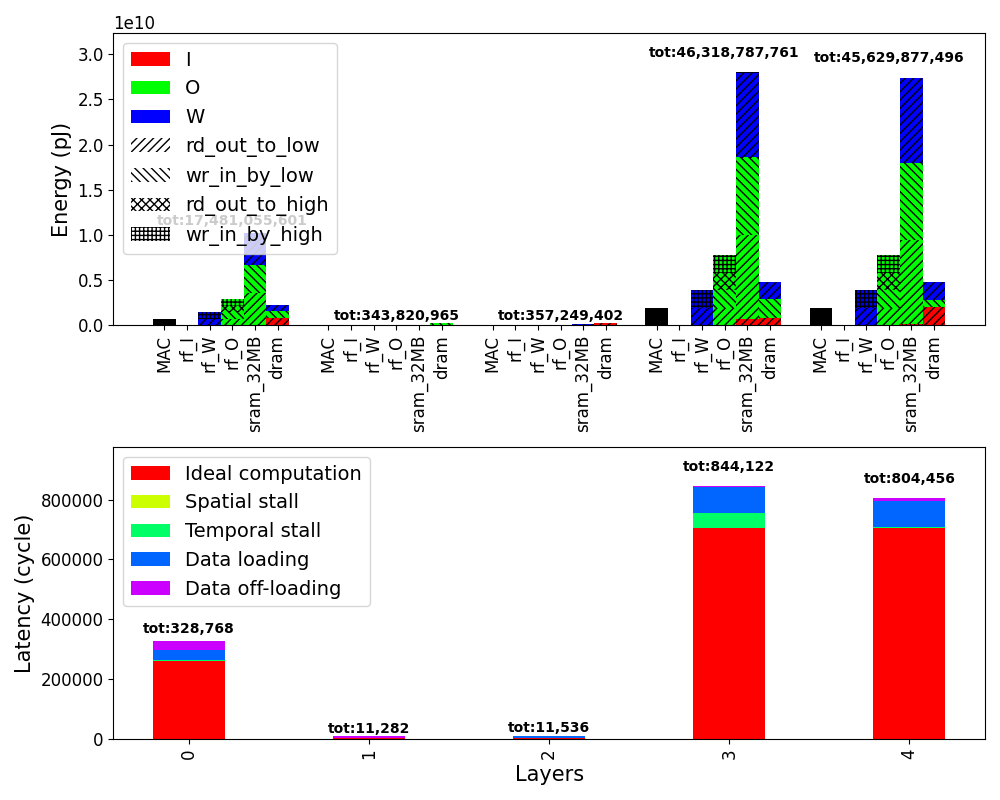 1e10
3.0
2.5
2.0
1.5
1.0
0.5
0.0
Energy (pJ)
I
O
W
rd_out_to_low
wr_in_by_low
rd_out_to_high
wr_in_by_high
tot:17,481,055,601
tot:343,820,965
tot:357,249,402
tot:46,318,787,761
tot:45,629,877,496
MAC
rf_I
rf_W
rf_O
sram_32MB
dram
MAC
rf_I
rf_W
rf_O
sram_32MB
dram
MAC
rf_I
rf_W
rf_O
sram_32MB
dram
MAC
rf_I
rf_W
rf_O
sram_32MB
dram
MAC
rf_I
rf_W
rf_O
sram_32MB
dram
800000
600000
400000
200000
0
Latency (cycle)
Ideal computation
Spatial stall
Temporal stall
Data loading
Data off-loading
tot:328,768
tot:11,282
tot:11,536
tot:844,122
tot:804,456
0
1
2
3
4
Layers